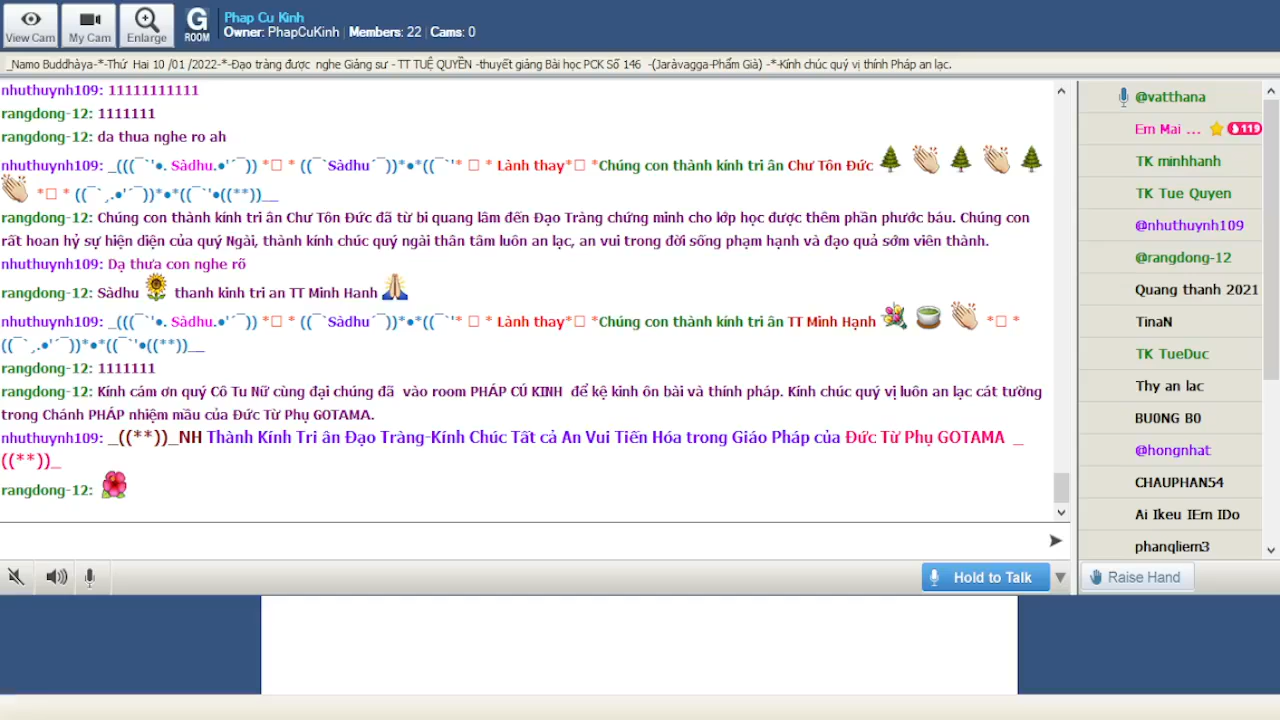 View Cam
My Cam
Enlarge
G
ROOM
Phap Cu Kinh
Owner: PhapCuKinh | Members: 22 | Cams: 0
_Namo Buddhàya-*-Thứ Hai 10 /01 /2022-*-Đạo tràng được nghe Giảng sư - TT TUỆ QUYỀN -thuyết giảng Bài học PCK Số 146 -(Jaràvagga-Phẩm Già) -*-Kính chúc quý vị thính Pháp an lạc.
nhuthuynh109: 11111111111
rangdong-12: 1111111
rangdong-12: da thua nghe ro ah
nhuthuynh109: _(((¯`'●. Sàdhu.●'´¯)) *□ * ((¯`Sàdhu´¯))*●*((¯`'* □ * Lành thay*□ *Chúng con thành kính tri ân Chư Tôn Đức 🌲 👏 🌲 👏 🌲
👏 *□ * ((¯`¸.●'´¯))*●*((¯`'●((**))__
rangdong-12: Chúng con thành kính tri ân Chư Tôn Đức đã từ bi quang lâm đến Đạo Tràng chứng minh cho lớp học được thêm phần phước báu. Chúng con
rất hoan hỷ sự hiện diện của quý Ngài, thành kính chúc quý ngài thân tâm luôn an lạc, an vui trong đời sống phạm hạnh và đạo quả sớm viên thành.
nhuthuynh109: Dạ thưa con nghe rõ
rangdong-12: Sàdhu 🌻 thanh kinh tri an TT Minh Hanh 🙏
nhuthuynh109: _(((¯`'●. Sàdhu.●'´¯)) *□ * ((¯`Sàdhu´¯))*●*((¯`'* □ * Lành thay*□ *Chúng con thành kính tri ân TT Minh Hạnh 💐 🍵 👏 *□ *
((¯`¸.●'´¯))*●*((¯`'●((**))__
rangdong-12: 1111111
rangdong-12: Kính cám ơn quý Cô Tu Nữ cùng đại chúng đã vào room PHÁP CÚ KINH để kệ kinh ôn bài và thính pháp. Kính chúc quý vị luôn an lạc cát tường
trong Chánh PHÁP nhiệm mầu của Đức Từ Phụ GOTAMA.
nhuthuynh109: _((**))_NH Thành Kính Tri ân Đạo Tràng-Kính Chúc Tất cả An Vui Tiến Hóa trong Giáo Pháp của Đức Từ Phụ GOTAMA _
((**))_
rangdong-12: 🌺
Hold to Talk
@vatthana
Em Mai ... 119
TK minhhanh
TK Tue Quyen
@nhuthuynh109
@rangdong-12
Quang thanh 2021
TinaN
TK TueDuc
Thy an lac
BU0NG B0
@hongnhat
CHAUPHAN54
Ai Ikeu IEm IDo
phanqliem3
Raise Hand